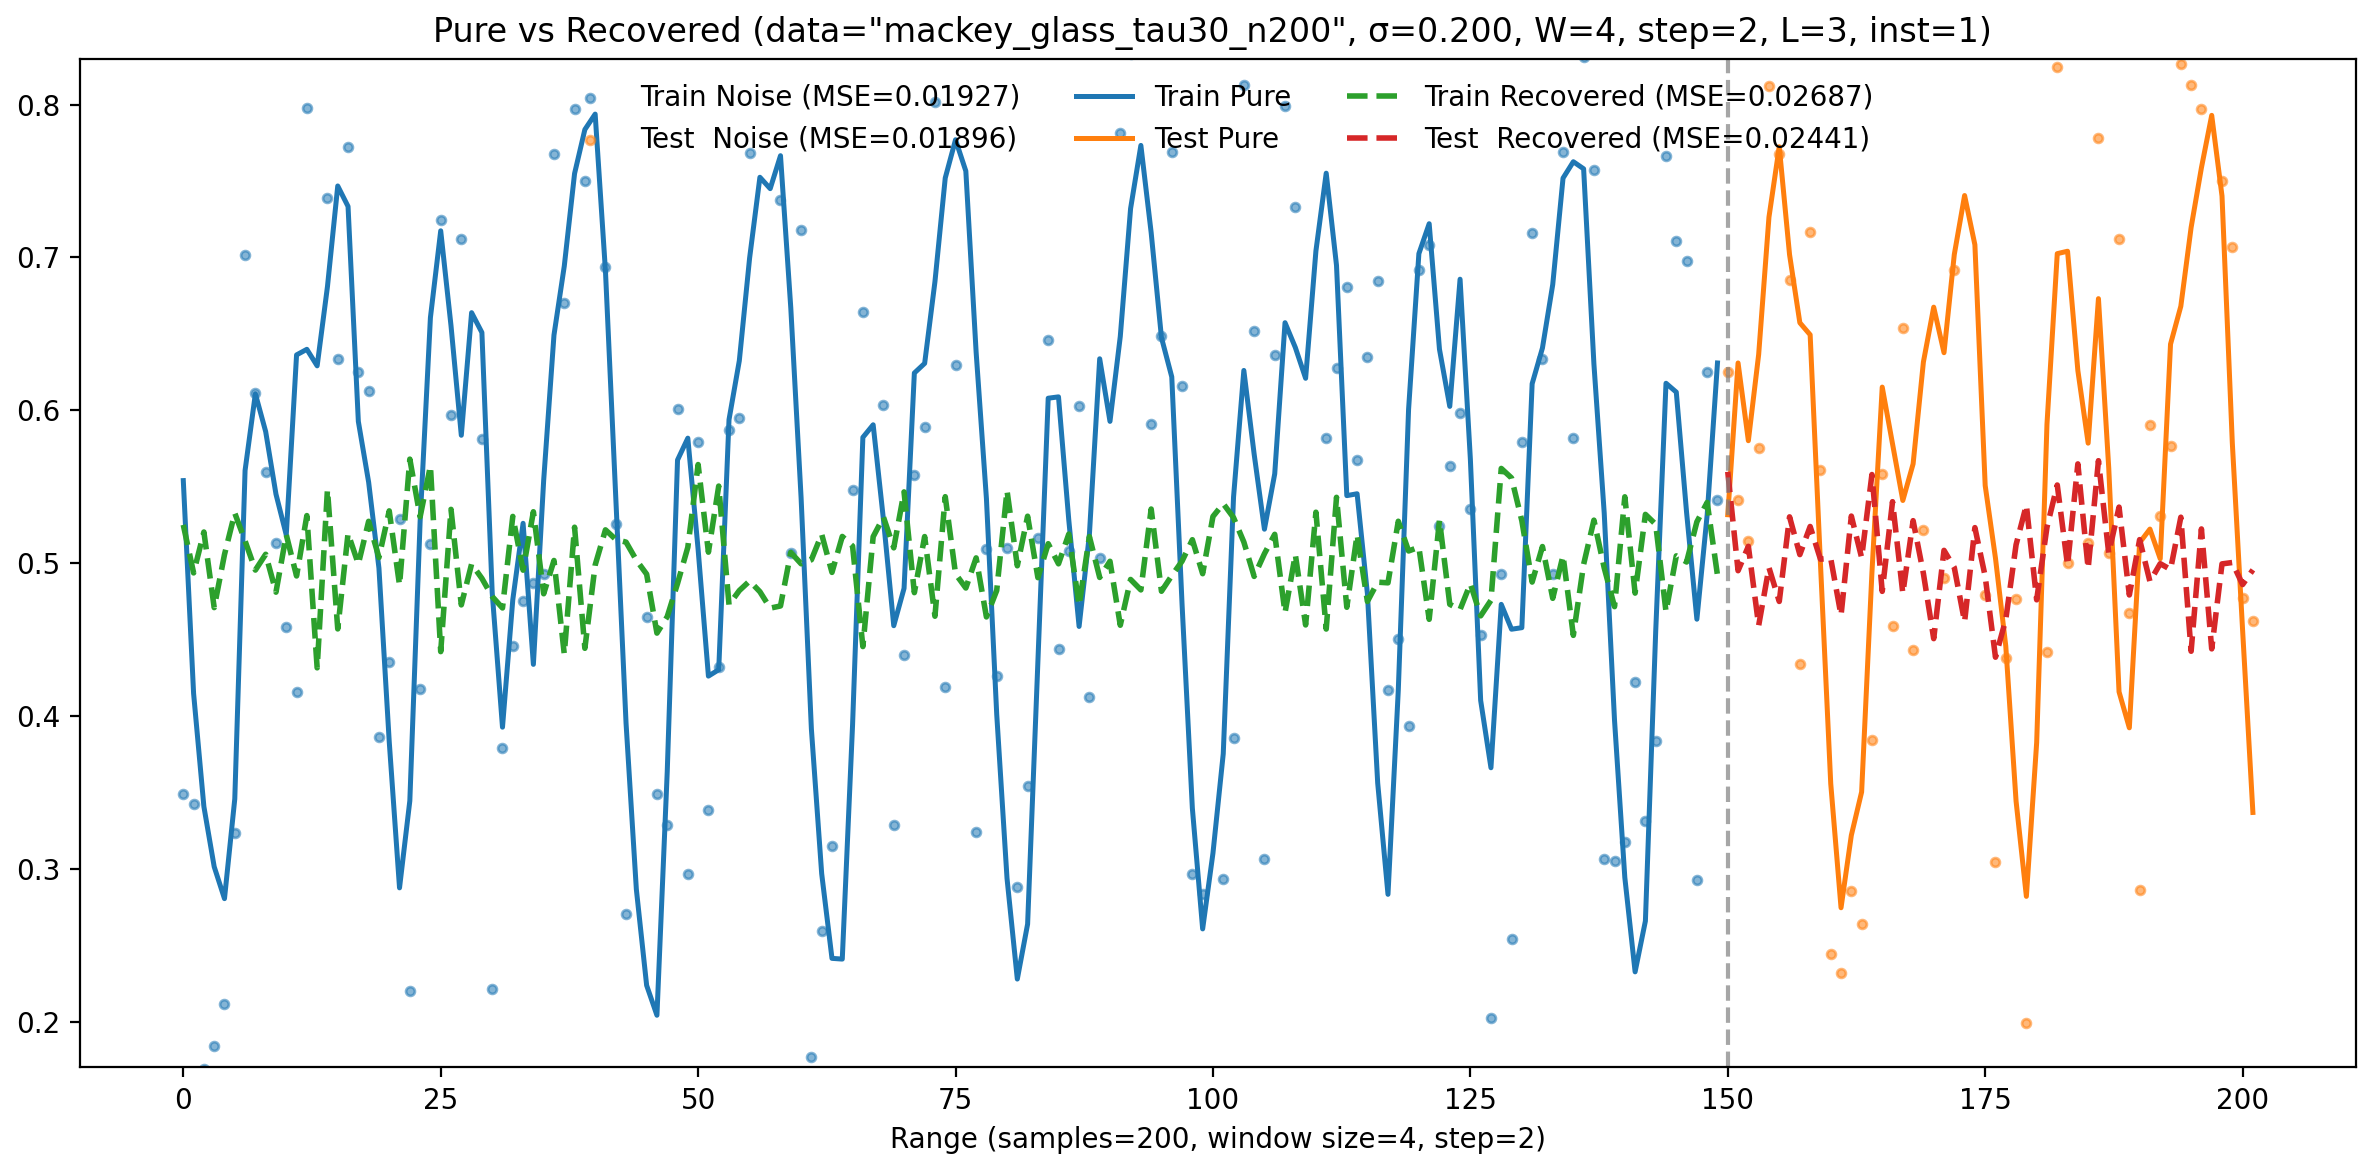 Pure vs Recovered (data="mackey_glass_tau30_n200", σ=0.200, W=4, step=2, L=3, inst=1)
Train Noise (MSE=0.01927) Train Pure Train Recovered (MSE=0.02687)
Test  Noise (MSE=0.01896) Test Pure Test  Recovered (MSE=0.02441)
0.8
0.7
0.6
0.5
0.4
0.3
0.2
0 25 50 75 100 125 150 175 200
Range (samples=200, window size=4, step=2)